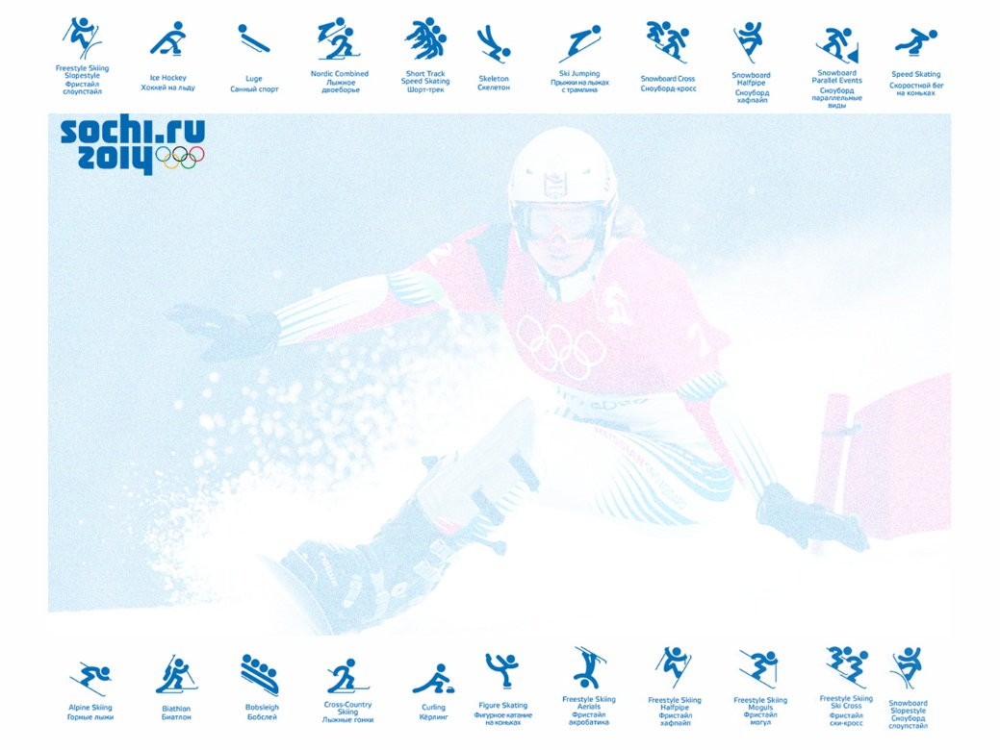 Freestyle Skiing
Slopestyle
Фристайл
слоупстайл
Ice Hockey
Хоккей на льду
Luge
Санный спорт
Nordic Combined
Лыжное
двоеборье
Short Track
Speed Skating
Шорт-трек
Skeleton
Скелетон
Ski Jumping
Прыжки на лыжах
с трамплина
Snowboard Cross
Сноуборд-кросс
Snowboard
Halfpipe
Сноуборд
хафпайп
Snowboard
Parallel Events
Сноуборд
параллельные
виды
Speed Skating
Скоростной бег
на коньках
sochi.ru
2014
Alpine Skiing
Горные лыжи
Biathlon
Биатлон
Bobsleigh
Бобслей
Cross-Country
Skiing
Лыжные гонки
Curling
Кёрлинг
Figure Skating
Фигурное катание
на коньках
Freestyle Skiing
Aerials
Фристайл
акробатика
Freestyle Skiing
Halfpipe
Фристайл
хафпайп
Freestyle Skiing
Moguls
Фристайл
могул
Freestyle Skiing
Ski Cross
Фристайл
ски-кросс
Snowboard
Slopestyle
Сноуборд
слоупстайл